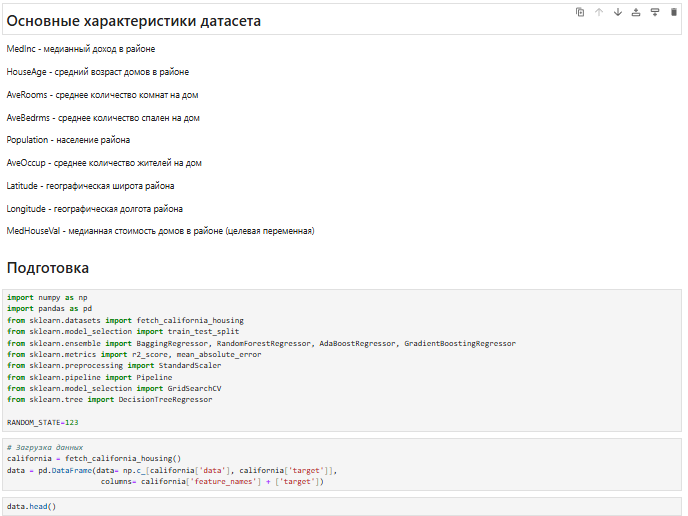 Основные характеристики датасета
MedInc - медианный доход в районе
HouseAge - средний возраст домов в районе
AveRooms - среднее количество комнат на дом
AveBedrms - среднее количество спален на дом
Population - население района
AveOccup - среднее количество жителей на дом
Latitude - географическая широта района
Longitude - географическая долгота района
MedHouseVal - медианная стоимость домов в районе (целевая переменная)
Подготовка
import numpy as np
import pandas as pd
from sklearn.datasets import fetch_california_housing
from sklearn.model_selection import train_test_split
from sklearn.ensemble import BaggingRegressor, RandomForestRegressor, AdaBoostRegressor, GradientBoostingRegressor
from sklearn.metrics import r2_score, mean_absolute_error
from sklearn.preprocessing import StandardScaler
from sklearn.pipeline import Pipeline
from sklearn.model_selection import GridSearchCV
from sklearn.tree import DecisionTreeRegressor
RANDOM_STATE=123
# Загрузка данных
california = fetch_california_housing()
data = pd.DataFrame(data= np.c_[california['data'], california['target']],
columns= california['feature_names'] + ['target'])
data.head()